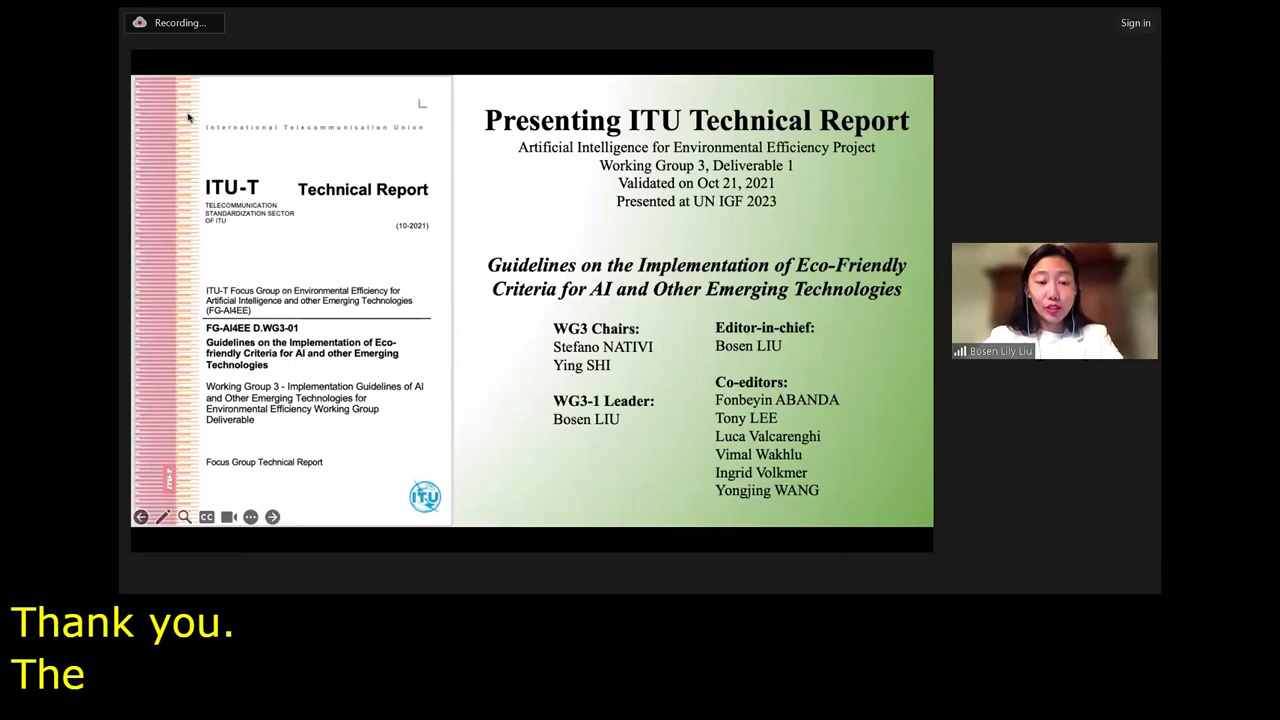 Recording...
Sign in
International Telecommunication Union
ITU-T
Technical Report
TELECOMMUNICATION
STANDARDIZATION SECTOR
OF ITU
(10-2021)
ITU-T Focus Group on Environmental Efficiency for
Artificial Intelligence and other Emerging Technologies
(FG-AI4EE)
FG-AI4EE D.WG3-01
Guidelines on the Implementation of Eco-
friendly Criteria for AI and other Emerging
Technologies
Working Group 3 - Implementation Guidelines of AI
and Other Emerging Technologies for
Environmental Efficiency Working Group
Deliverable
Focus Group Technical Report
ITU-T
ITU
CC
Presenting ITU Technical Report
Artificial Intelligence for Environmental Efficiency Project
Working Group 3, Deliverable 1
Validated on Oct 21, 2021
Presented at UN IGF 2023
Guidelines on the Implementation of Eco-Friendly
Criteria for AI and Other Emerging Technologies
WG3 Chairs:
Stefano NATIVI
Ying SHI
WG3-1 Leader:
Bosen LIU
Editor-in-chief:
Bosen LIU
Co-editors:
Fonbeyin ABANDA
Tony LEE
Luca Valcarenghi
Vimal Wakhlu
Ingrid Volkmer
Yongjing WANG
Bosen Lily Liu
Thank you.
The